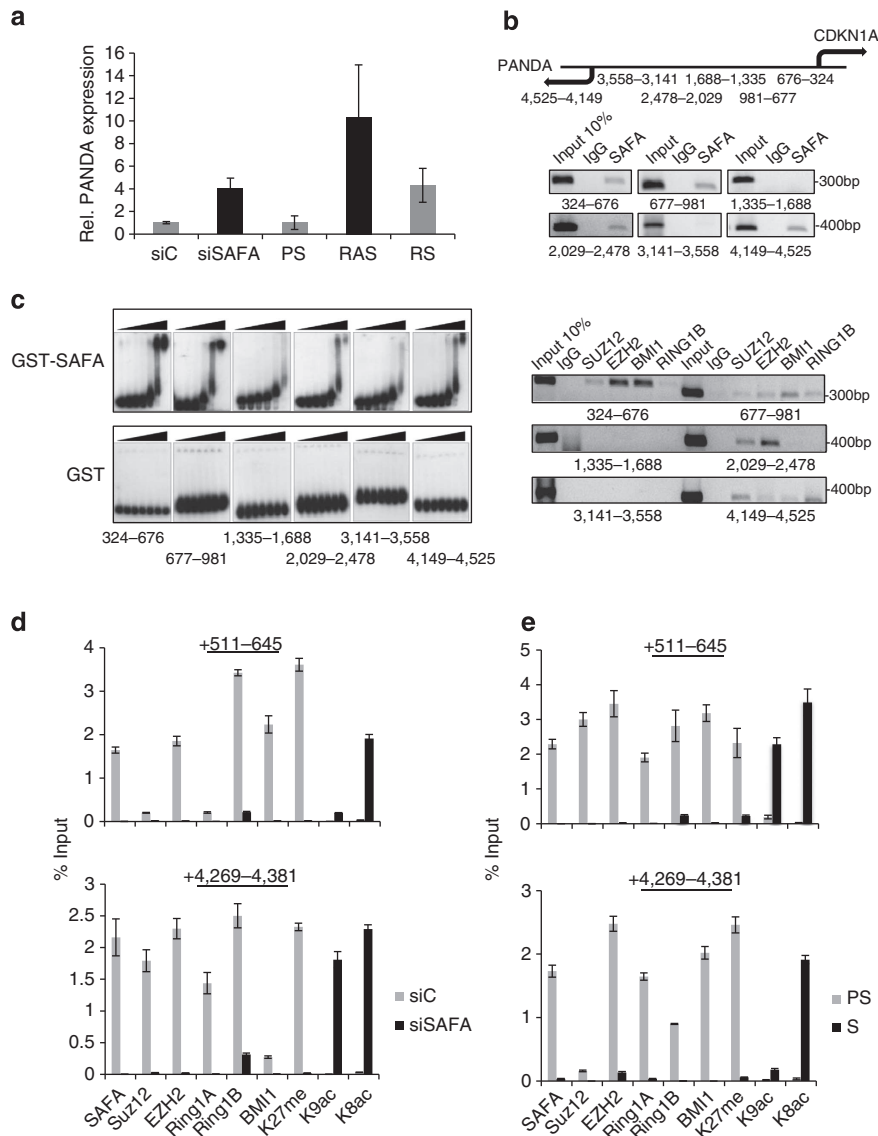 a
Rel. PANDA expression
16
14
12
10
8
6
4
2
0
siC siSAFA PS RAS RS
b
CDKN1A
PANDA
3,558–3,141 1,688–1,335 676–324
4,525–4,149 2,478–2,029 981–677
Input 10% IgG SAFA Input IgG SAFA Input IgG SAFA
-300bp
324–676 677–981 1,335–1,688
-400bp
2,029–2,478 3,141–3,558 4,149–4,525
Input 10% IgG SUZ12 EZH2 BMI1 RING1B Input IgG SUZ12 EZH2 BMI1 RING1B
-300bp
324–676 677–981
-400bp
1,335–1,688 2,029–2,478
-400bp
3,141–3,558 4,149–4,525
c
GST-SAFA
GST
324–676 1,335–1,688 3,141–3,558
677–981 2,029–2,478 4,149–4,525
d
% Input
+511–645
4
3
2
1
0
+4,269–4,381
3
2.5
2
1.5
1
0.5
0
siC
siSAFA
SAFA Suz12 EZH2 Ring1A Ring1B BMI1 K27me K9ac K8ac
e
% Input
+511–645
5
4
3
2
1
0
+4,269–4,381
3
2
1
0
PS
S
SAFA Suz12 EZH2 Ring1A Ring1B BMI1 K27me K9ac K8ac